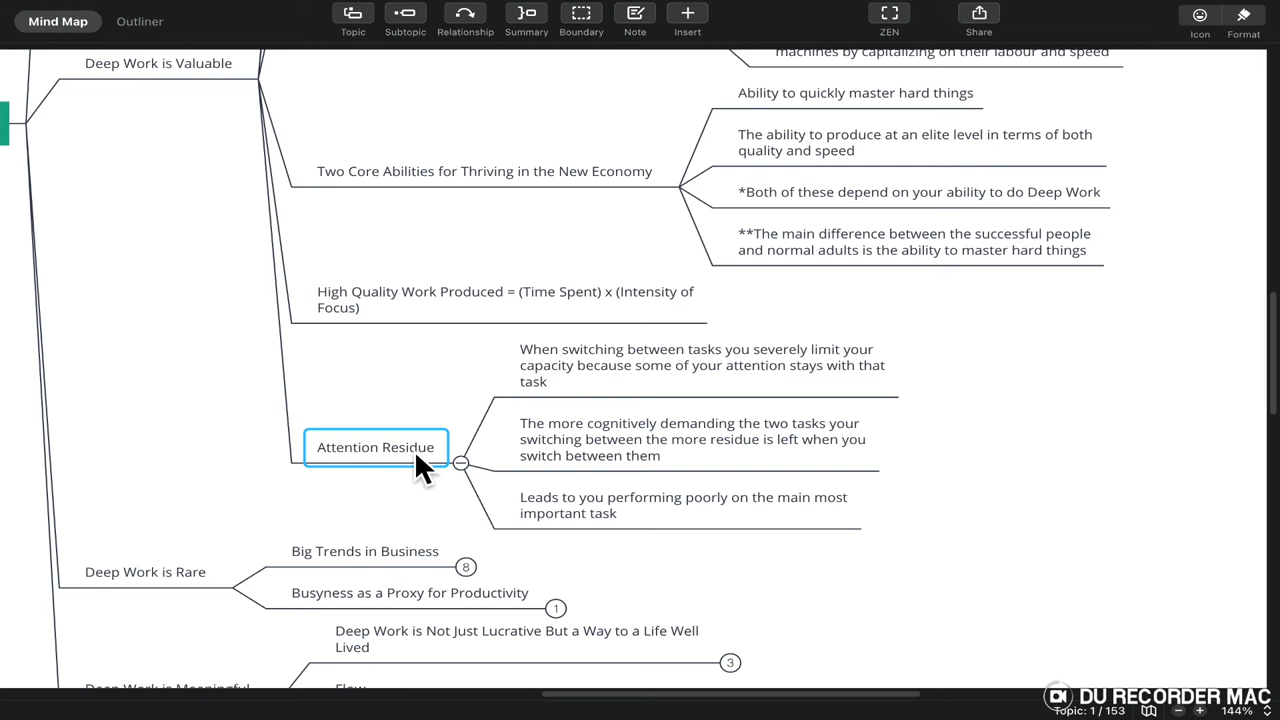 Mind Map
Outliner
Topic
Subtopic
Relationship
Summary
Boundary
Note
Insert
ZEN
Share
Icon
Format
machines by capitalizing on their labour and speed
Deep Work is Valuable
Ability to quickly master hard things
The ability to produce at an elite level in terms of both
quality and speed
Two Core Abilities for Thriving in the New Economy
*Both of these depend on your ability to do Deep Work
**The main difference between the successful people
and normal adults is the ability to master hard things
High Quality Work Produced = (Time Spent) x (Intensity of
Focus)
When switching between tasks you severely limit your
capacity because some of your attention stays with that
task
Attention Residue
The more cognitively demanding the two tasks your
switching between the more residue is left when you
switch between them
Leads to you performing poorly on the main most
important task
Big Trends in Business
8
Deep Work is Rare
Busyness as a Proxy for Productivity
1
Deep Work is Not Just Lucrative But a Way to a Life Well
Lived
3
Deep Work is Meaningful
Flow
DU RECORDER MAC
Topic: 1 / 153
144%